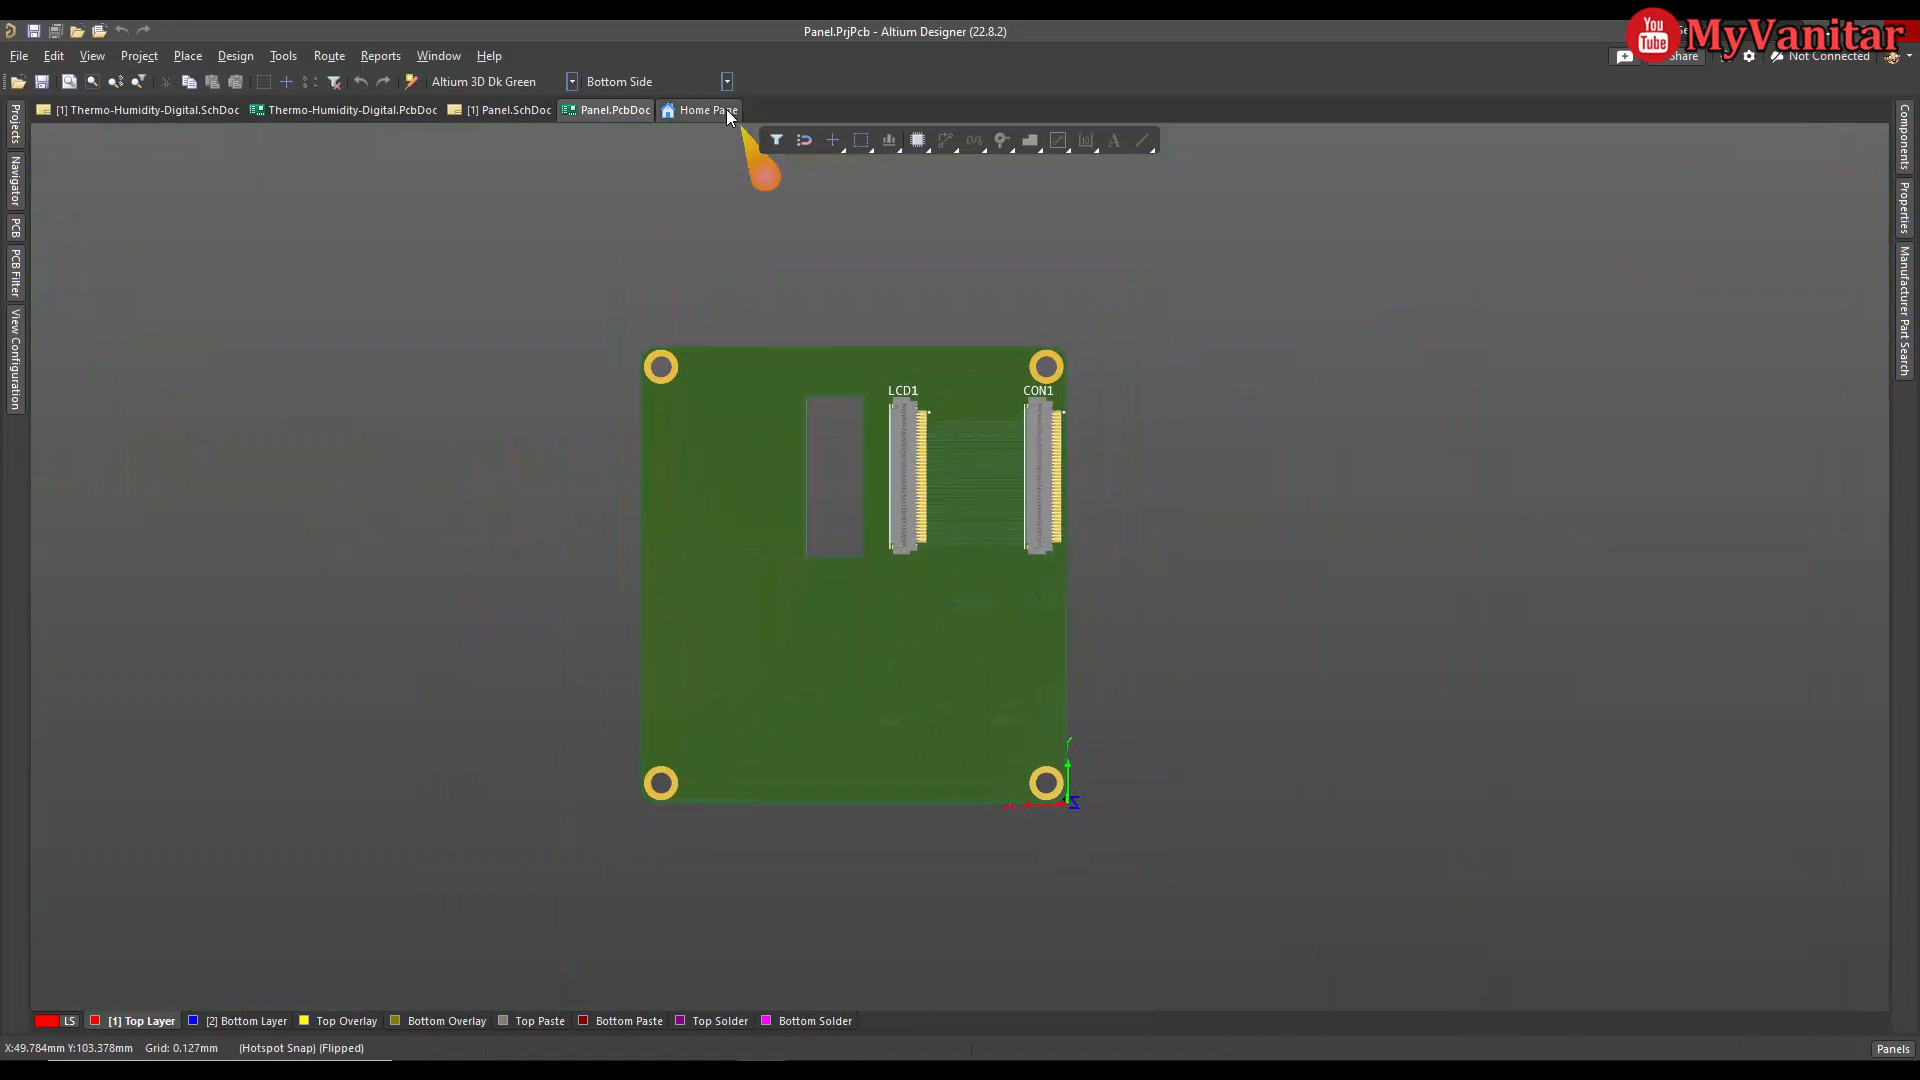 Panel.PrjPcb - Altium Designer (22.8.2)
You
Tube
MyVanitar
File Edit View Project Place Design Tools Route Reports Window Help
Share
Not Connected
Altium 3D Dk Green
Bottom Side
[1] Thermo-Humidity-Digital.SchDoc
Thermo-Humidity-Digital.PcbDoc
[1] Panel.SchDoc
Panel.PcbDoc
Home Page
A
Projects
Navigator
PCB
PCB Filter
View Configuration
Components
Properties
Manufacturer Part Search
LCD1
CON1
Y
Z
LS
[1] Top Layer
[2] Bottom Layer
Top Overlay
Bottom Overlay
Top Paste
Bottom Paste
Top Solder
Bottom Solder
X:49.784mm Y:103.378mm Grid: 0.127mm (Hotspot Snap) (Flipped)
Panels